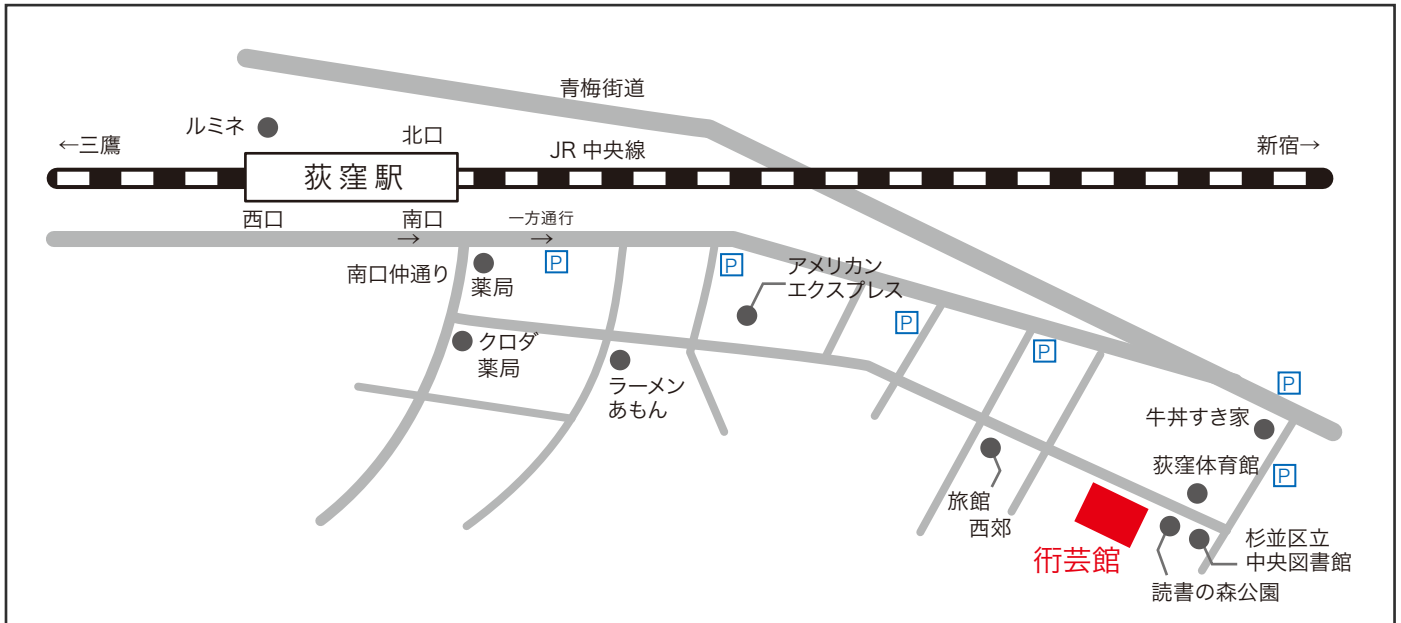 青梅街道
ルミネ
北口
←三鷹
JR 中央線
新宿→
荻窪駅
西口
南口
→
一方通行
→
南口仲通り
薬局
P
P
アメリカン
エクスプレス
P
クロダ
薬局
P
ラーメン
あもん
P
牛丼すき家
荻窪体育館
P
旅館
西郊
衎芸館
杉並区立
中央図書館
読書の森公園